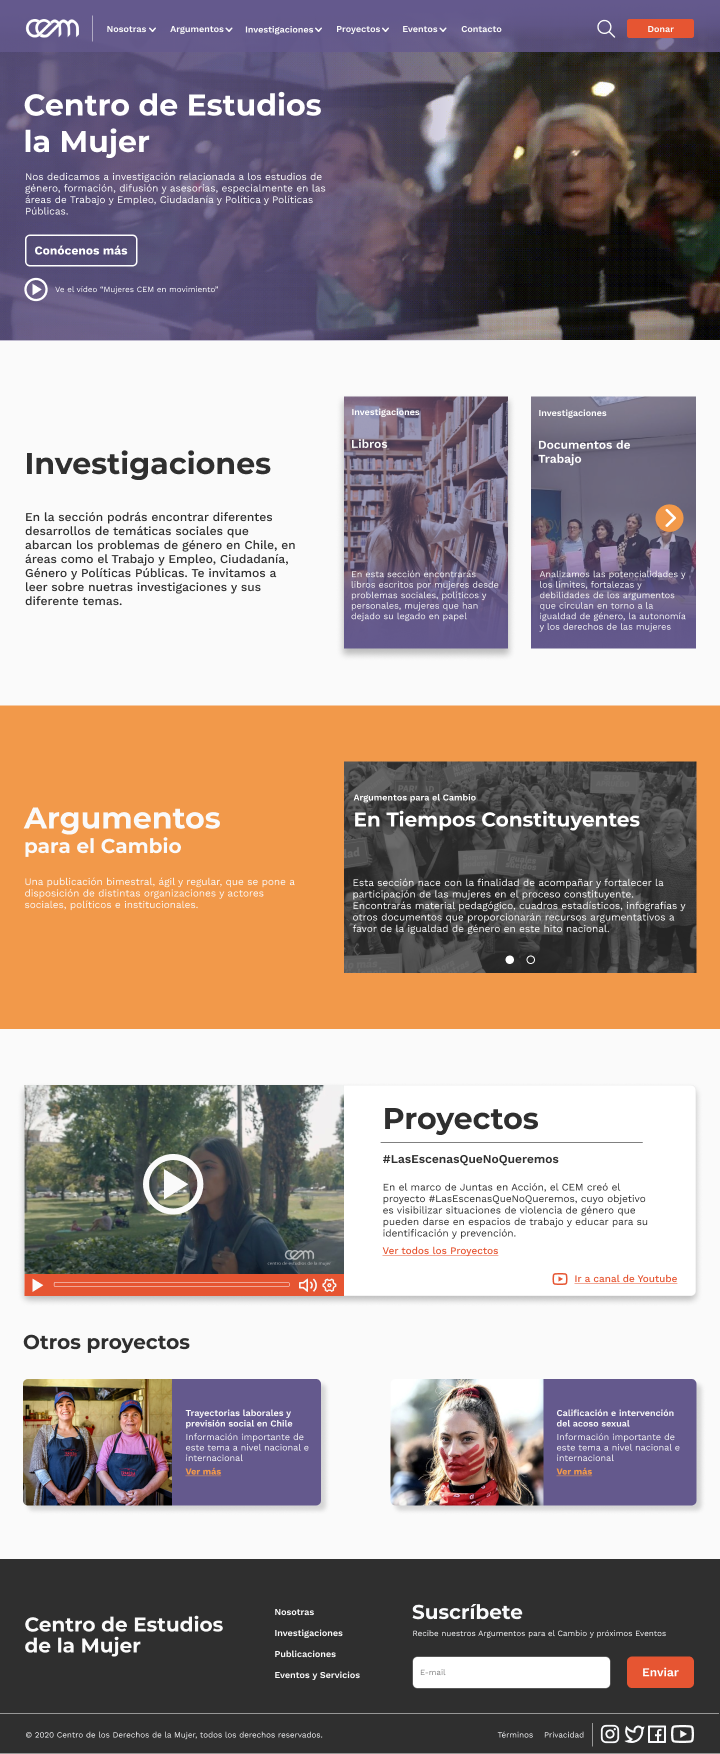 cem
Nosotras
Argumentos
Investigaciones
Proyectos
Eventos
Contacto
Donar
Centro de Estudios
la Mujer
Nos dedicamos a investigación relacionada a los estudios de
género, formación, difusión y asesorías, especialmente en las
áreas de Trabajo y Empleo, Ciudadanía y Política y Políticas
Públicas.
Conócenos más
Ve el vídeo "Mujeres CEM en movimiento"
Investigaciones
En la sección podrás encontrar diferentes
desarrollos de temáticas sociales que
abarcan los problemas de género en Chile, en
áreas como el Trabajo y Empleo, Ciudadanía,
Género y Políticas Públicas. Te invitamos a
leer sobre nuetras investigaciones y sus
diferente temas.
Investigaciones
Libros
En esta sección encontrarás
libros escritos por mujeres desde
problemas sociales, políticos y
personales, mujeres que han
dejado su legado en papel
Investigaciones
Documentos de
Trabajo
Analizamos las potencialidades y
los límites, fortalezas y
debilidades de los argumentos
que circulan en torno a la
igualdad de género, la autonomía
y los derechos de las mujeres
Argumentos
para el Cambio
Una publicación bimestral, ágil y regular, que se pone a
disposición de distintas organizaciones y actores
sociales, políticos e institucionales.
Argumentos para el Cambio
En Tiempos Constituyentes
Esta sección nace con la finalidad de acompañar y fortalecer la
participación de las mujeres en el proceso constituyente.
Encontrarás material pedagógico, cuadros estadísticos, infografías y
otros documentos que proporcionarán recursos argumentativos a
favor de la igualdad de género en este hito nacional.
cem
centro de estudios de la mujer
Proyectos
#LasEscenasQueNoQueremos
En el marco de Juntas en Acción, el CEM creó el
proyecto #LasEscenasQueNoQueremos, cuyo objetivo
es visibilizar situaciones de violencia de género que
pueden darse en espacios de trabajo y educar para su
identificación y prevención.
Ver todos los Proyectos
Ir a canal de Youtube
Otros proyectos
Trayectorias laborales y
previsión social en Chile
Información importante de
este tema a nivel nacional e
internacional
Ver más
Calificación e intervención
del acoso sexual
Información importante de
este tema a nivel nacional e
internacional
Ver más
Centro de Estudios
de la Mujer
Nosotras
Investigaciones
Publicaciones
Eventos y Servicios
Suscríbete
Recibe nuestros Argumentos para el Cambio y próximos Eventos
E-mail
Enviar
© 2020 Centro de los Derechos de la Mujer, todos los derechos reservados.
Términos
Privacidad